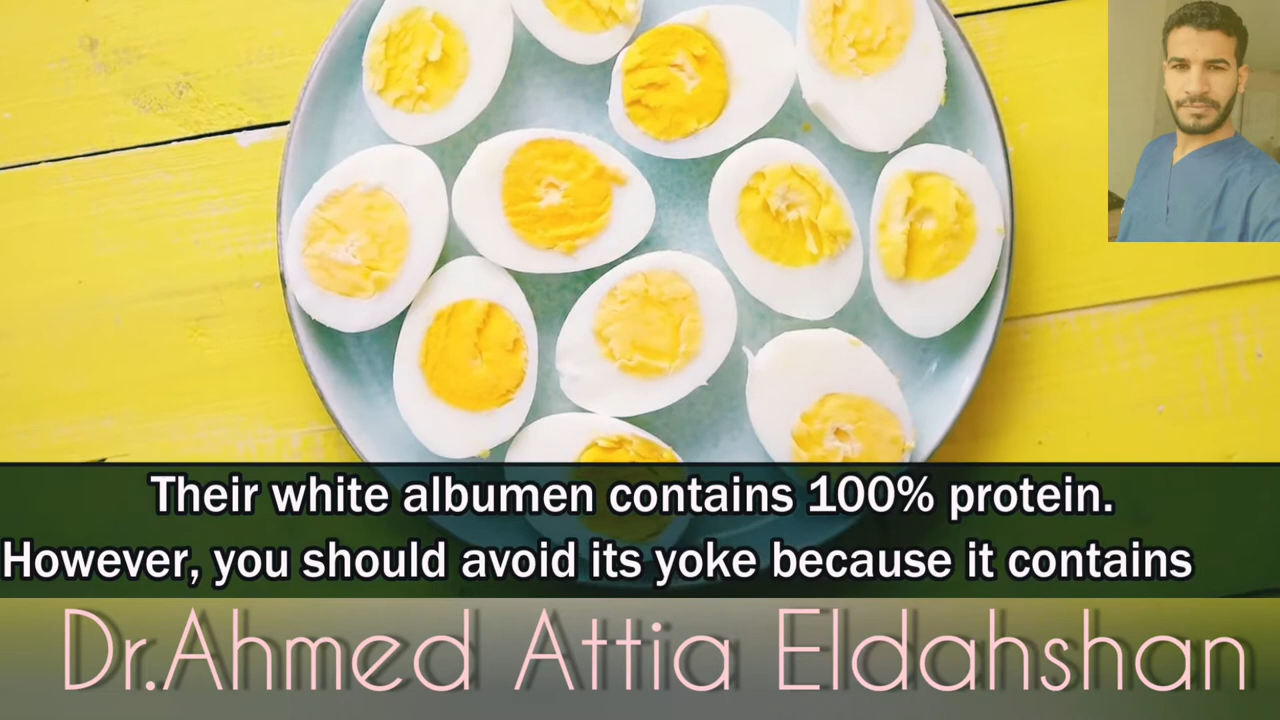 Their white albumen contains 100% protein.
However, you should avoid its yoke because it contains
Dr.Ahmed Attia Eldahshan